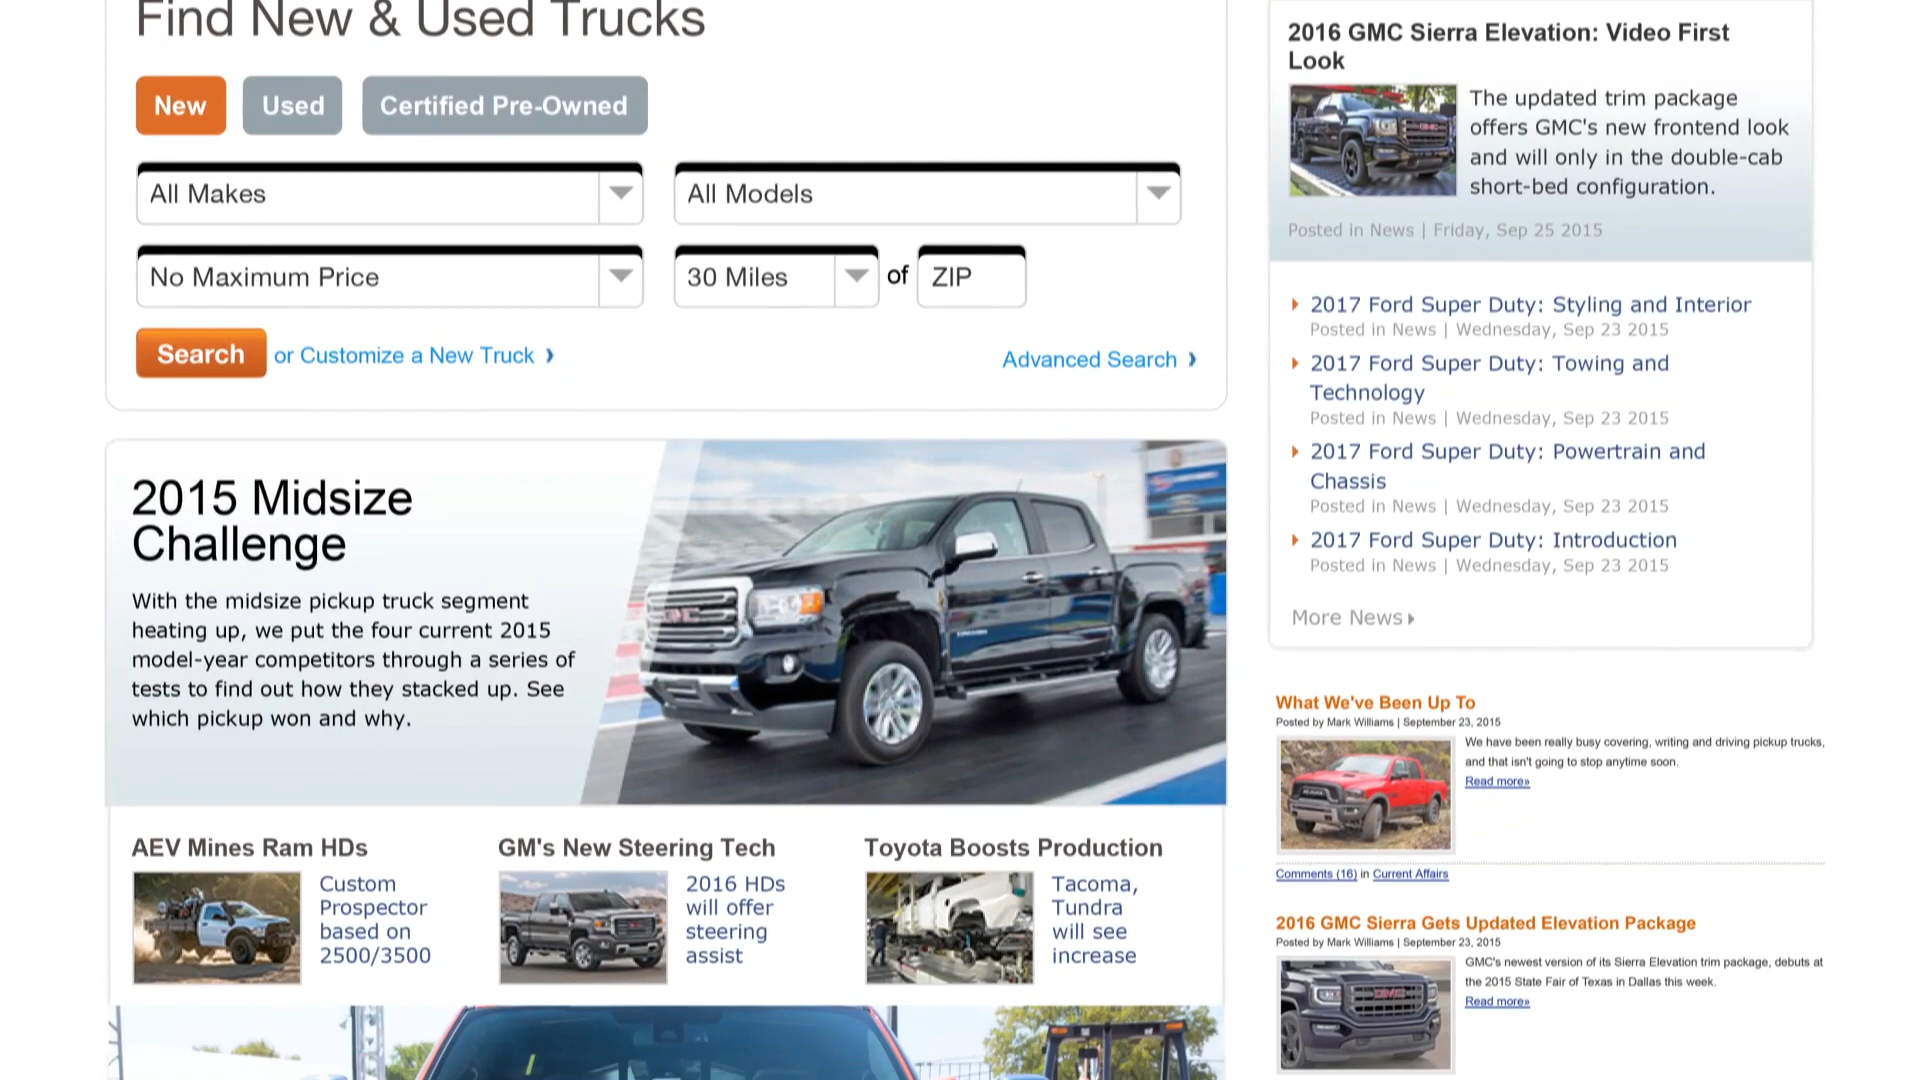 Find New & Used Trucks
New
Used
Certified Pre-Owned
All Makes
All Models
No Maximum Price
30 Miles
of
ZIP
Search
or Customize a New Truck
Advanced Search
2015 Midsize
Challenge
With the midsize pickup truck segment
heating up, we put the four current 2015
model-year competitors through a series of
tests to find out how they stacked up. See
which pickup won and why.
AEV Mines Ram HDs
Custom
Prospector
based on
2500/3500
GM's New Steering Tech
2016 HDs
will offer
steering
assist
Toyota Boosts Production
Tacoma,
Tundra
will see
increase
2016 GMC Sierra Elevation: Video First
Look
The updated trim package
offers GMC's new frontend look
and will only in the double-cab
short-bed configuration.
Posted in News | Friday, Sep 25 2015
2017 Ford Super Duty: Styling and Interior
Posted in News | Wednesday, Sep 23 2015
2017 Ford Super Duty: Towing and
Technology
Posted in News | Wednesday, Sep 23 2015
2017 Ford Super Duty: Powertrain and
Chassis
Posted in News | Wednesday, Sep 23 2015
2017 Ford Super Duty: Introduction
Posted in News | Wednesday, Sep 23 2015
More News
What We've Been Up To
Posted by Mark Williams | September 23, 2015
We have been really busy covering, writing and driving pickup trucks,
and that isn't going to stop anytime soon.
Read more»
Comments (16) in Current Affairs
2016 GMC Sierra Gets Updated Elevation Package
Posted by Mark Williams | September 23, 2015
GMC's newest version of its Sierra Elevation trim package, debuts at
the 2015 State Fair of Texas in Dallas this week.
Read more»
GMC